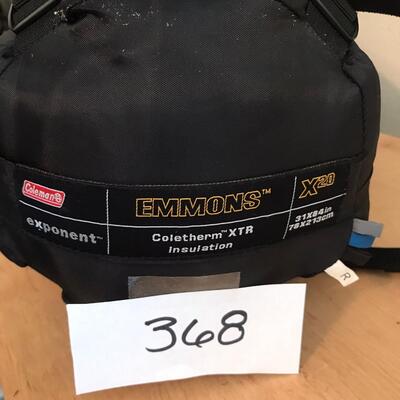 Coleman
exponent™
EMMONS™
Coletherm™ XTR
Insulation
X20
31X84in
78X213cm
R
368